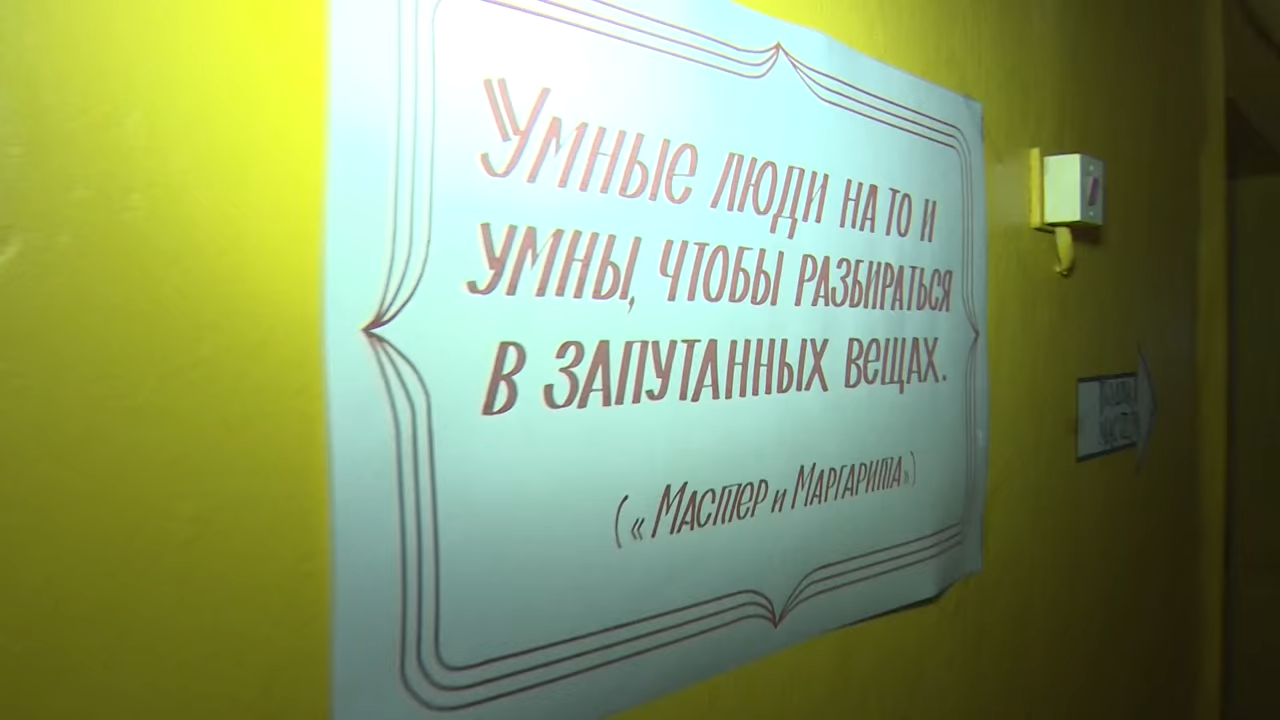 "Умные люди на то и
умны, чтобы разбираться
в запутанных вещах.
(«Мастер и Маргарита»)